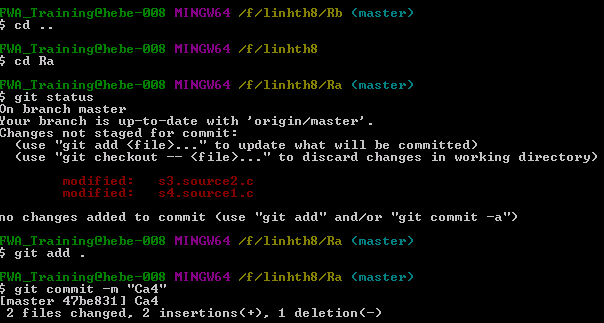 FWA_Training@hebe-008 MINGW64 /f/linhth8/Rb (master)
$ cd ..
FWA_Training@hebe-008 MINGW64 /f/linhth8
$ cd Ra
FWA_Training@hebe-008 MINGW64 /f/linhth8/Ra (master)
$ git status
On branch master
Your branch is up-to-date with 'origin/master'.
Changes not staged for commit:
  (use "git add <file>..." to update what will be committed)
  (use "git checkout -- <file>..." to discard changes in working directory)
        modified:   s3.source2.c
        modified:   s4.source1.c
no changes added to commit (use "git add" and/or "git commit -a")
FWA_Training@hebe-008 MINGW64 /f/linhth8/Ra (master)
$ git add .
FWA_Training@hebe-008 MINGW64 /f/linhth8/Ra (master)
$ git commit -m "Ca4"
[master 47be831] Ca4
 2 files changed, 2 insertions(+), 1 deletion(-)